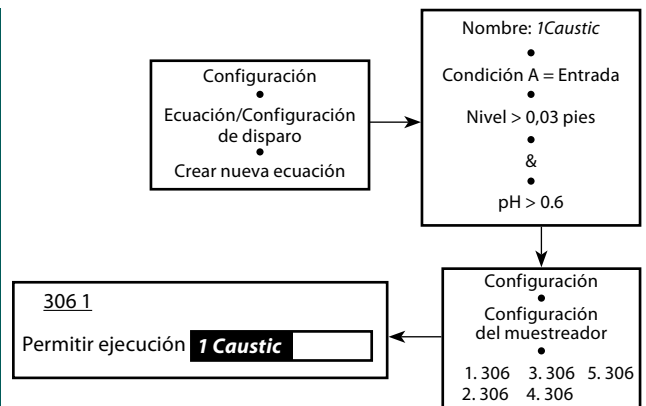 Configuración
•
Ecuación/Configuración
de disparo
•
Crear nueva ecuación
Nombre: 1Caustic
•
Condición A = Entrada
•
Nivel > 0,03 pies
•
&
•
pH > 0.6
Configuración
•
Configuración
del muestreador
•
1. 306 3. 306 5. 306
2. 306 4. 306
306 1
Permitir ejecución 1 Caustic